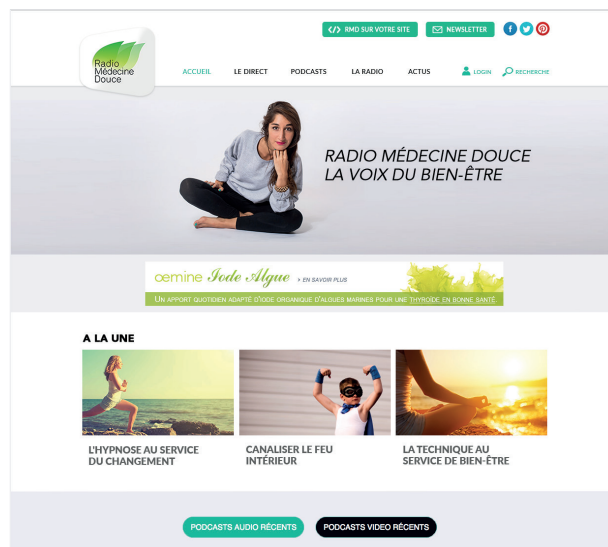 RMD SUR VOTRE SITE
NEWSLETTER
Radio
Médecine
Douce
ACCUEIL
LE DIRECT
PODCASTS
LA RADIO
ACTUS
LOGIN
RECHERCHE
RADIO MÉDECINE DOUCE
LA VOIX DU BIEN-ÊTRE
œmine Iode Algue ▸ EN SAVOIR PLUS
UN APPORT QUOTIDIEN ADAPTÉ D'IODE ORGANIQUE D'ALGUES MARINES POUR UNE THYROÏDE EN BONNE SANTÉ.
A LA UNE
L'HYPNOSE AU SERVICE
DU CHANGEMENT
CANALISER LE FEU
INTÉRIEUR
LA TECHNIQUE AU
SERVICE DE BIEN-ÊTRE
PODCASTS AUDIO RÉCENTS
PODCASTS VIDEO RÉCENTS